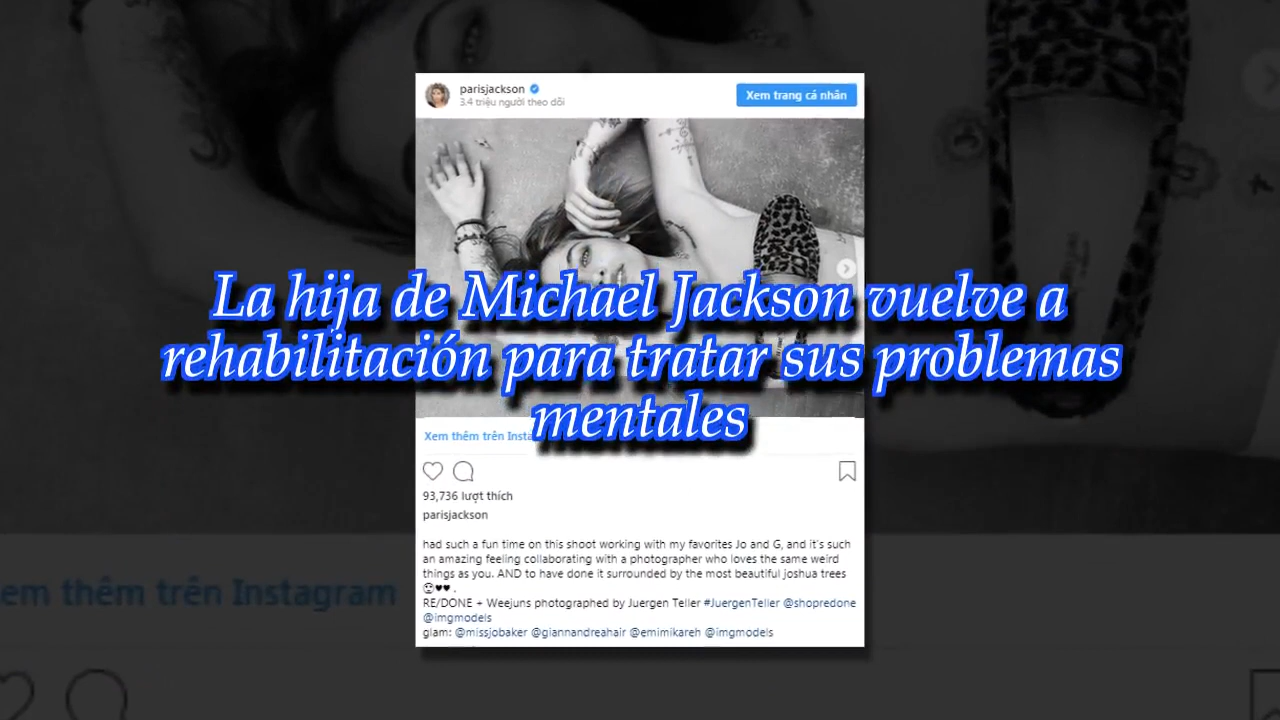 parisjackson
3.4 triệu người theo dõi
Xem trang cá nhân
La hija de Michael Jackson vuelve a
rehabilitación para tratar sus problemas
mentales
Xem thêm trên Insta
93,736 lượt thích
parisjackson
had such a fun time on this shoot working with my favorites Jo and G, and it's such
an amazing feeling collaborating with a photographer who loves the same weird
things as you. AND to have done it surrounded by the most beautiful joshua trees
☺♥♥ .
RE/DONE + Weejuns photographed by Juergen Teller #JuergenTeller @shopredone
@imgmodels
glam: @missjobaker @giannandreahair @emimikareh @imgmodels
em thêm trên Instagram